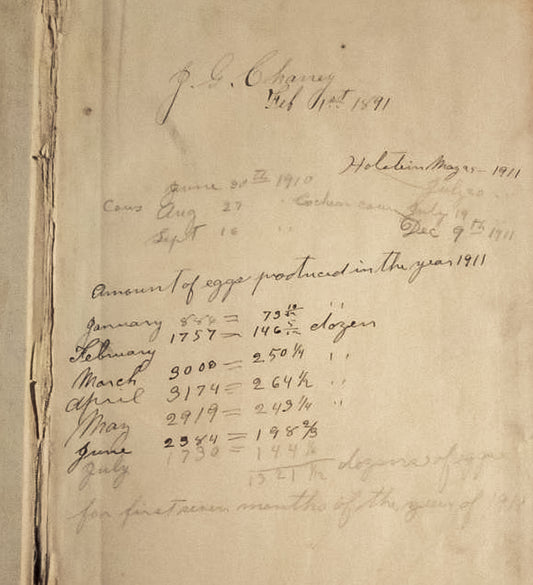 J. G. Chaney
Feb 1st 1891
Holstein May 25 - 1911
June 30th 1910 July 20 "
Cows Aug 27 " Cochran cow July 19
Sept 16 " Dec 9th 1911
Amount of eggs produced in the year 1911
January 884 = 73 "
February 1757 = 146 5/12 dozen
March 3000 = 250 1/4 "
April 3174 = 264 1/2 "
May 2919 = 243 1/4 "
June 2384 = 198 2/3
July 1730 = 144
1321 1/2 dozens of eggs
for first seven months of the year of 1911